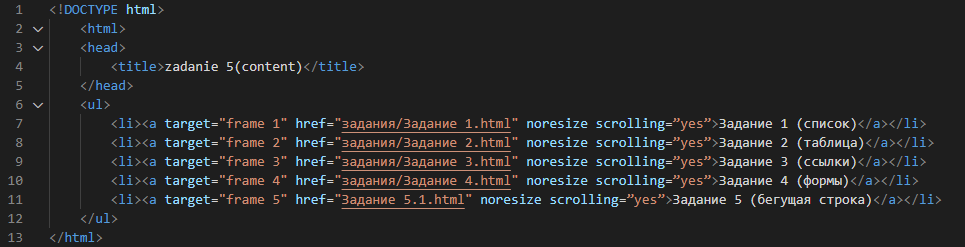 1 <!DOCTYPE html>
2 <html>
3 <head>
4 <title>zadanie 5(content)</title>
5 </head>
6 <ul>
7 <li><a target="frame 1" href="задания/Задание 1.html" noresize scrolling=”yes”>Задание 1 (список)</a></li>
8 <li><a target="frame 2" href="задания/Задание 2.html" noresize scrolling=”yes”>Задание 2 (таблица)</a></li>
9 <li><a target="frame 3" href="задания/Задание 3.html" noresize scrolling=”yes”>Задание 3 (ссылки)</a></li>
10 <li><a target="frame 4" href="задания/Задание 4.html" noresize scrolling=”yes”>Задание 4 (формы)</a></li>
11 <li><a target="frame 5" href="Задание 5.1.html" noresize scrolling=”yes”>Задание 5 (бегущая строка)</a></li>
12 </ul>
13 </html>